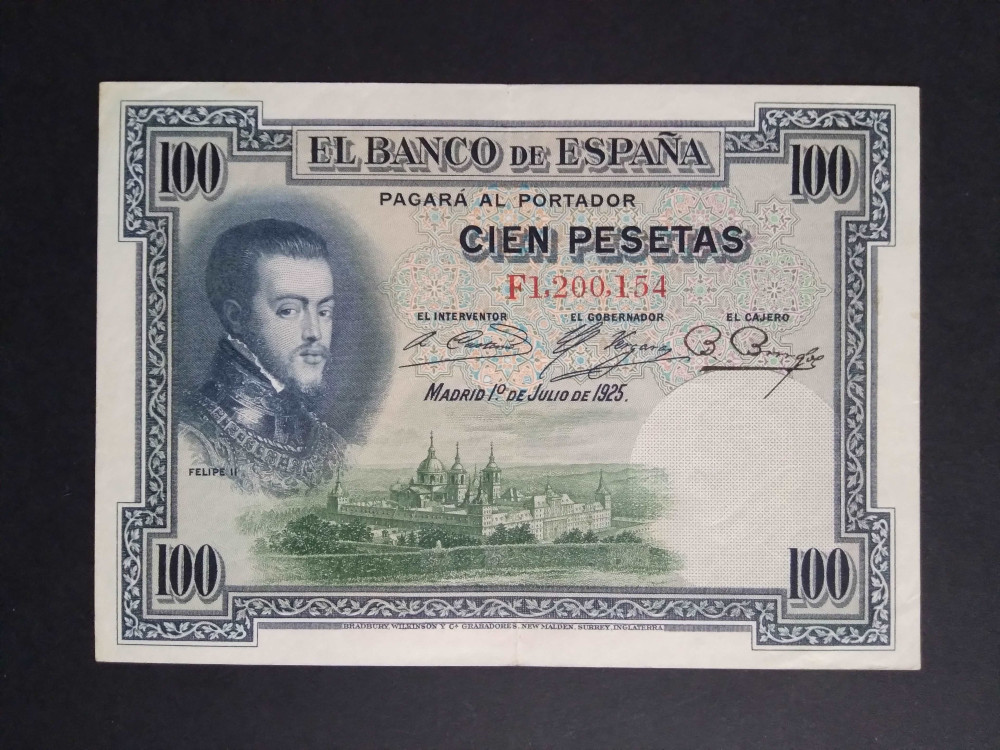 100 EL BANCO DE ESPAÑA 100
PAGARÁ AL PORTADOR
CIEN PESETAS
F1,200,154
EL INTERVENTOR EL GOBERNADOR EL CAJERO
MADRID 1.º DE JULIO DE 1925.
FELIPE II
100 100
BRADBURY, WILKINSON Y Cª GRABADORES, NEW MALDEN, SURREY, INGLATERRA